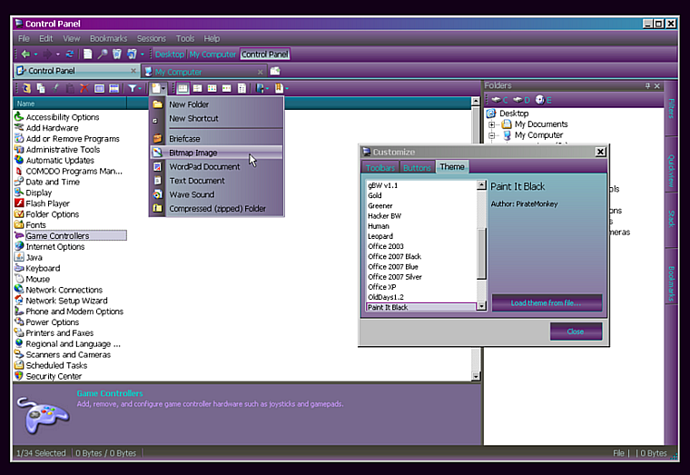 Control Panel
File Edit View Bookmarks Sessions Tools Help
Desktop My Computer Control Panel
Control Panel
My Computer
Name
Accessibility Options
Add Hardware
Add or Remove Programs
Administrative Tools
Automatic Updates
COMODO Programs Man...
Date and Time
Display
Flash Player
Folder Options
Fonts
Game Controllers
Internet Options
Java
Keyboard
Mouse
Network Connections
Network Setup Wizard
Phone and Modem Options
Power Options
Printers and Faxes
Regional and Language ...
Scanners and Cameras
Scheduled Tasks
Security Center
New Folder
New Shortcut
Briefcase
Bitmap Image
WordPad Document
Text Document
Wave Sound
Compressed (zipped) Folder
Folders
C D E
Desktop
My Documents
My Computer
ols
ons
meras
Filters
Quickview
Stack
Bookmarks
Customize
Toolbars Buttons Theme
gBW v1.1
Gold
Greener
Hacker BW
Human
Leopard
Office 2003
Office 2007 Black
Office 2007 Blue
Office 2007 Silver
Office XP
OldDays1.2
Paint It Black
Paint It Black
Author: PirateMonkey
Load theme from file...
Close
Game Controllers
Add, remove, and configure game controller hardware such as joysticks and gamepads.
1/34 Selected 0 Bytes / 0 Bytes
File | 0 Bytes